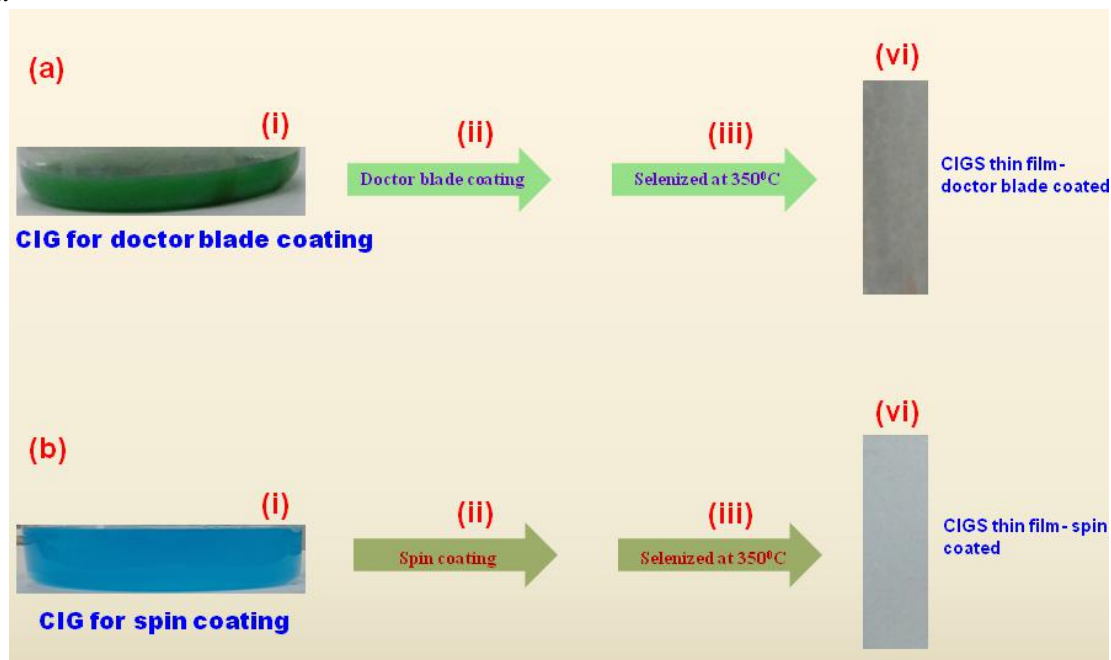 (a)
(i)
(ii)
(iii)
(vi)
Doctor blade coating
Selenized at 350⁰C
CIGS thin film-
doctor blade coated
CIG for doctor blade coating
(b)
(i)
(ii)
(iii)
(vi)
Spin coating
Selenized at 350⁰C
CIGS thin film- spin
coated
CIG for spin coating